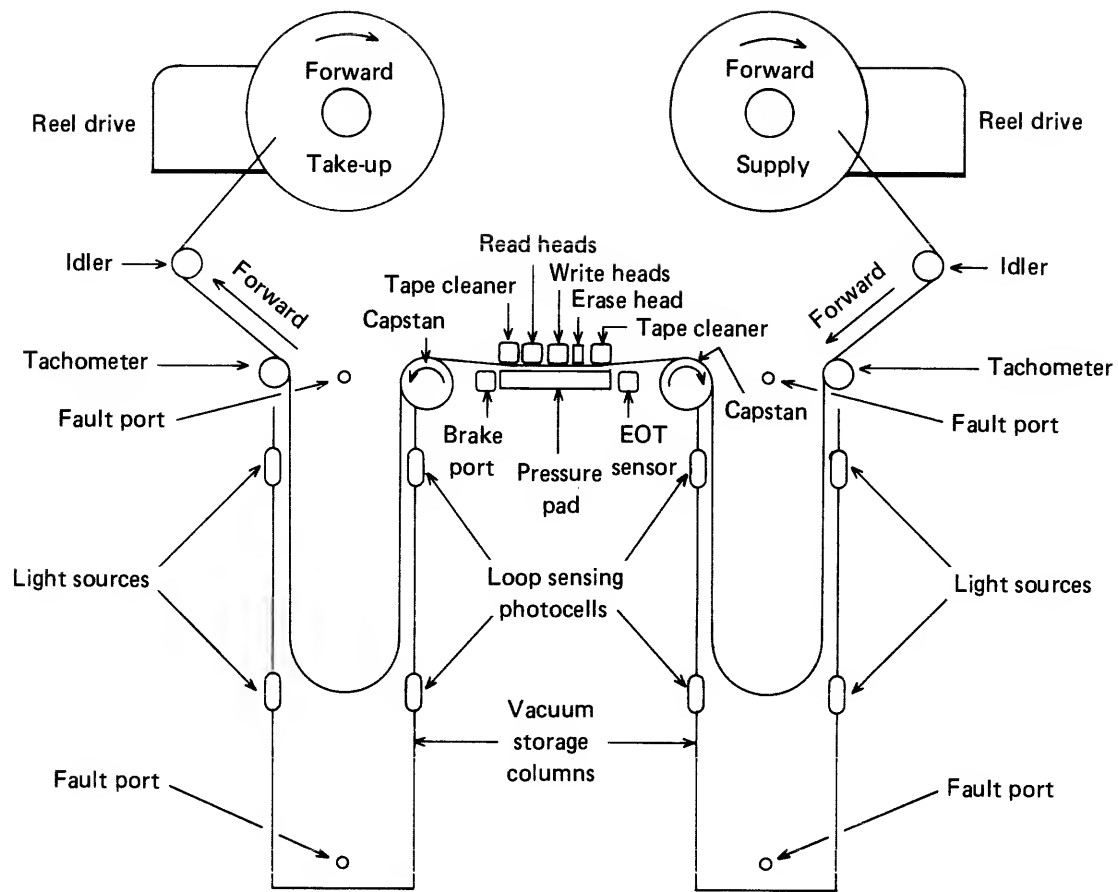 Forward
Take-up
Forward
Supply
Reel drive
Reel drive
Read heads
Write heads
Tape cleaner
Erase head
Idler
Idler
Forward
Forward
Capstan
Tape cleaner
Tachometer
Tachometer
Fault port
Capstan
Fault port
Brake
port
EOT
sensor
Pressure
pad
Light sources
Loop sensing
photocells
Light sources
Vacuum
storage
columns
Fault port
Fault port